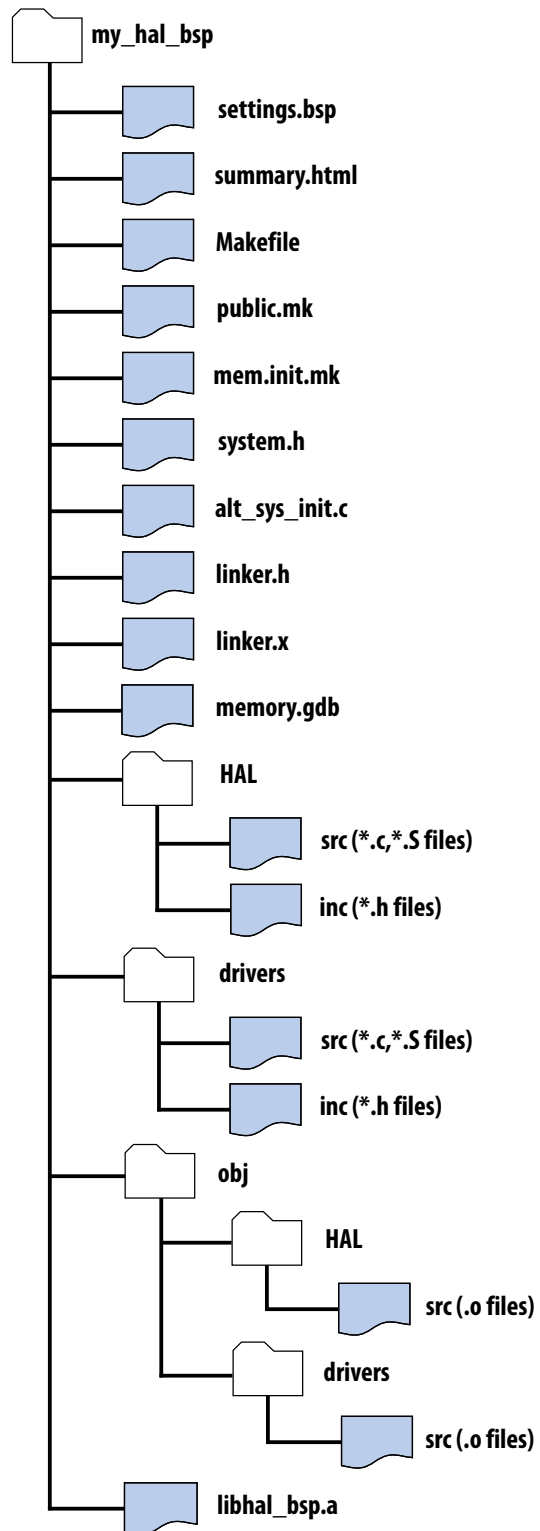 my_hal_bsp
settings.bsp
summary.html
Makefile
public.mk
mem.init.mk
system.h
alt_sys_init.c
linker.h
linker.x
memory.gdb
HAL
src (*.c,*.S files)
inc (*.h files)
drivers
src (*.c,*.S files)
inc (*.h files)
obj
HAL
src (.o files)
drivers
src (.o files)
libhal_bsp.a